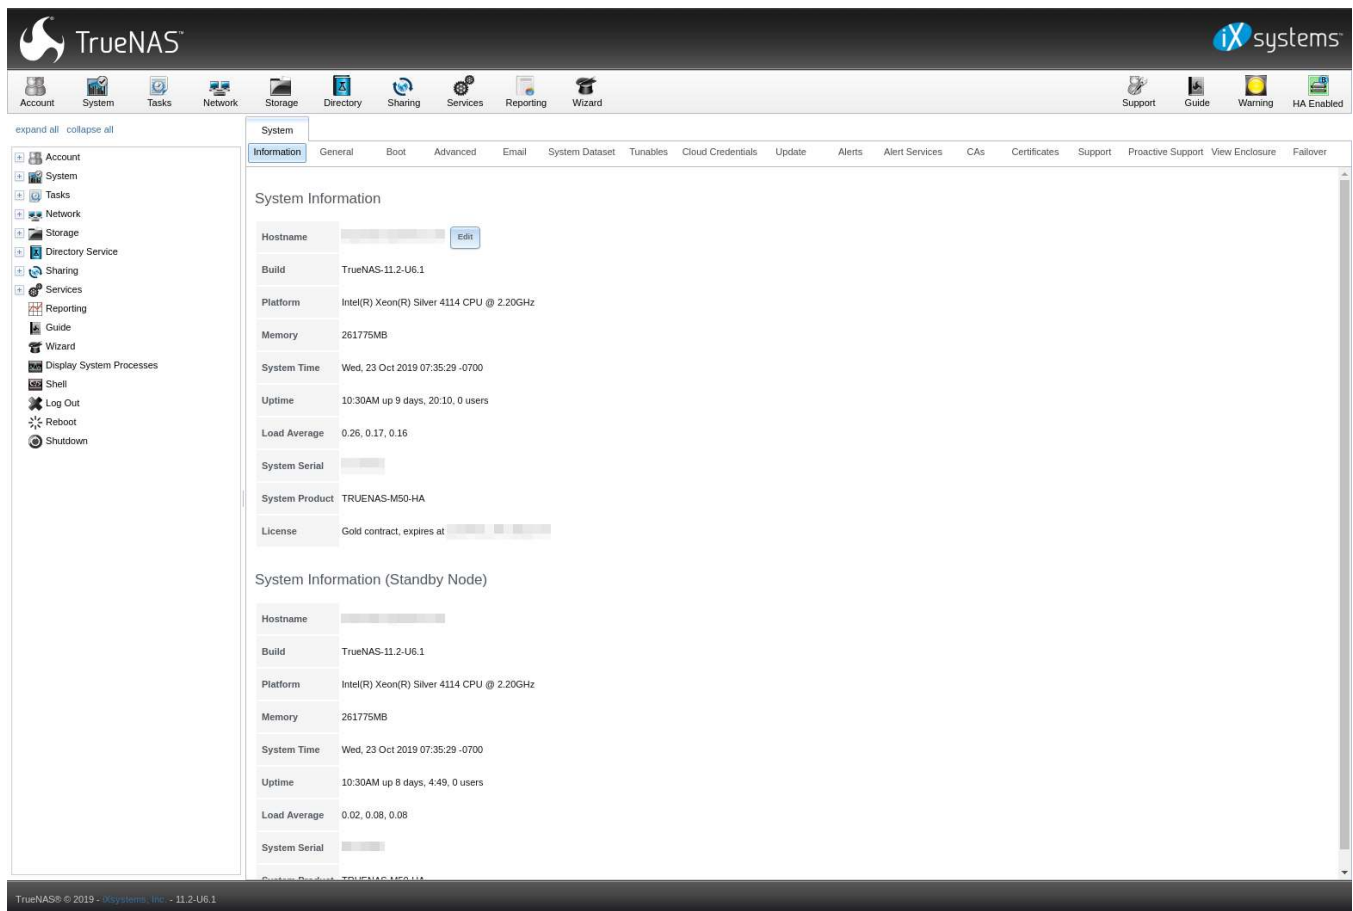 TrueNAS™
iX systems™
Account System Tasks Network Storage Directory Sharing Services Reporting Wizard Support Guide Warning HA Enabled
expand all collapse all
Account
System
Tasks
Network
Storage
Directory Service
Sharing
Services
Reporting
Guide
Wizard
Display System Processes
Shell
Log Out
Reboot
Shutdown
System
Information General Boot Advanced Email System Dataset Tunables Cloud Credentials Update Alerts Alert Services CAs Certificates Support Proactive Support View Enclosure Failover
System Information
Hostname Edit
Build TrueNAS-11.2-U6.1
Platform Intel(R) Xeon(R) Silver 4114 CPU @ 2.20GHz
Memory 261775MB
System Time Wed, 23 Oct 2019 07:35:29 -0700
Uptime 10:30AM up 9 days, 20:10, 0 users
Load Average 0.26, 0.17, 0.16
System Serial
System Product TRUENAS-M50-HA
License Gold contract, expires at
System Information (Standby Node)
Hostname
Build TrueNAS-11.2-U6.1
Platform Intel(R) Xeon(R) Silver 4114 CPU @ 2.20GHz
Memory 261775MB
System Time Wed, 23 Oct 2019 07:35:29 -0700
Uptime 10:30AM up 8 days, 4:49, 0 users
Load Average 0.02, 0.08, 0.08
System Serial
System Product TRUENAS-M50-HA
TrueNAS® © 2019 - iXsystems, Inc. - 11.2-U6.1